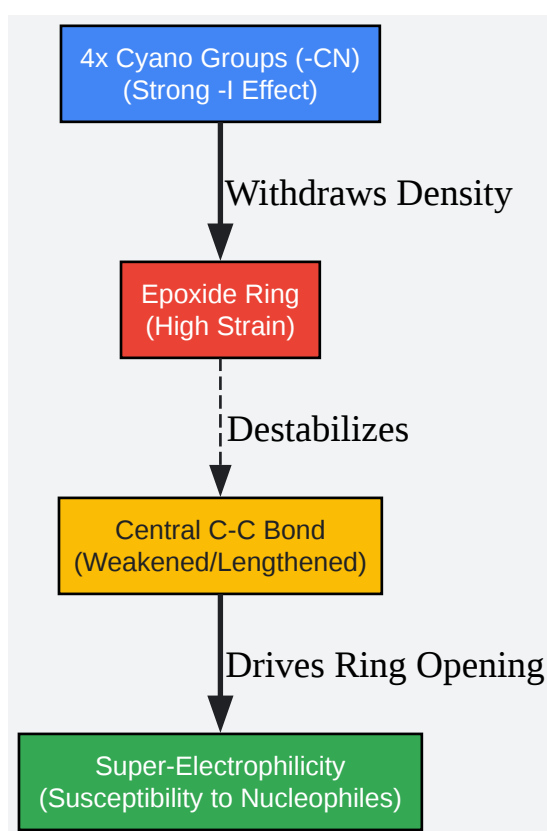 4x Cyano Groups (-CN)
(Strong -I Effect)
Withdraws Density
Epoxide Ring
(High Strain)
Destabilizes
Central C-C Bond
(Weakened/Lengthened)
Drives Ring Opening
Super-Electrophilicity
(Susceptibility to Nucleophiles)